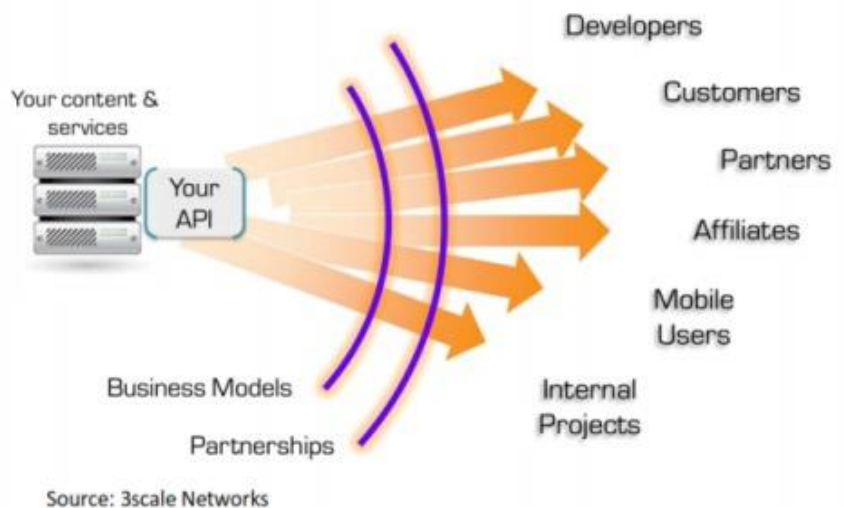 Developers
Your content &
services
Customers
Your
API
Partners
Affiliates
Mobile
Users
Business Models
Internal
Projects
Partnerships
Source: 3scale Networks